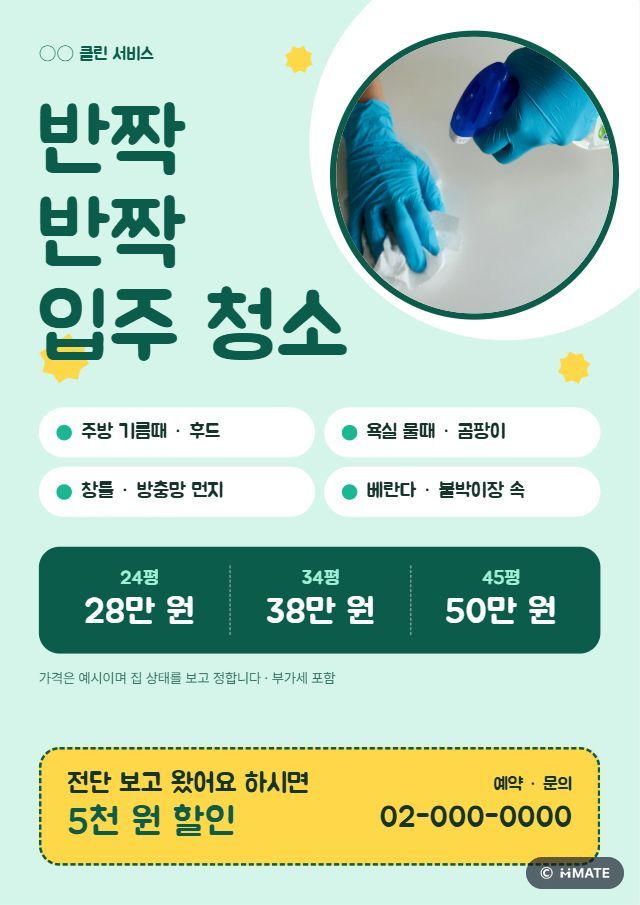 ○○ 클린 서비스
반짝
반짝
입주 청소
주방 기름때 · 후드
욕실 물때 · 곰팡이
창틀 · 방충망 먼지
베란다 · 붙박이장 속
24평
28만 원
34평
38만 원
45평
50만 원
가격은 예시이며 집 상태를 보고 정합니다 · 부가세 포함
전단 보고 왔어요 하시면
5천 원 할인
예약 · 문의
02-000-0000
© MMATE